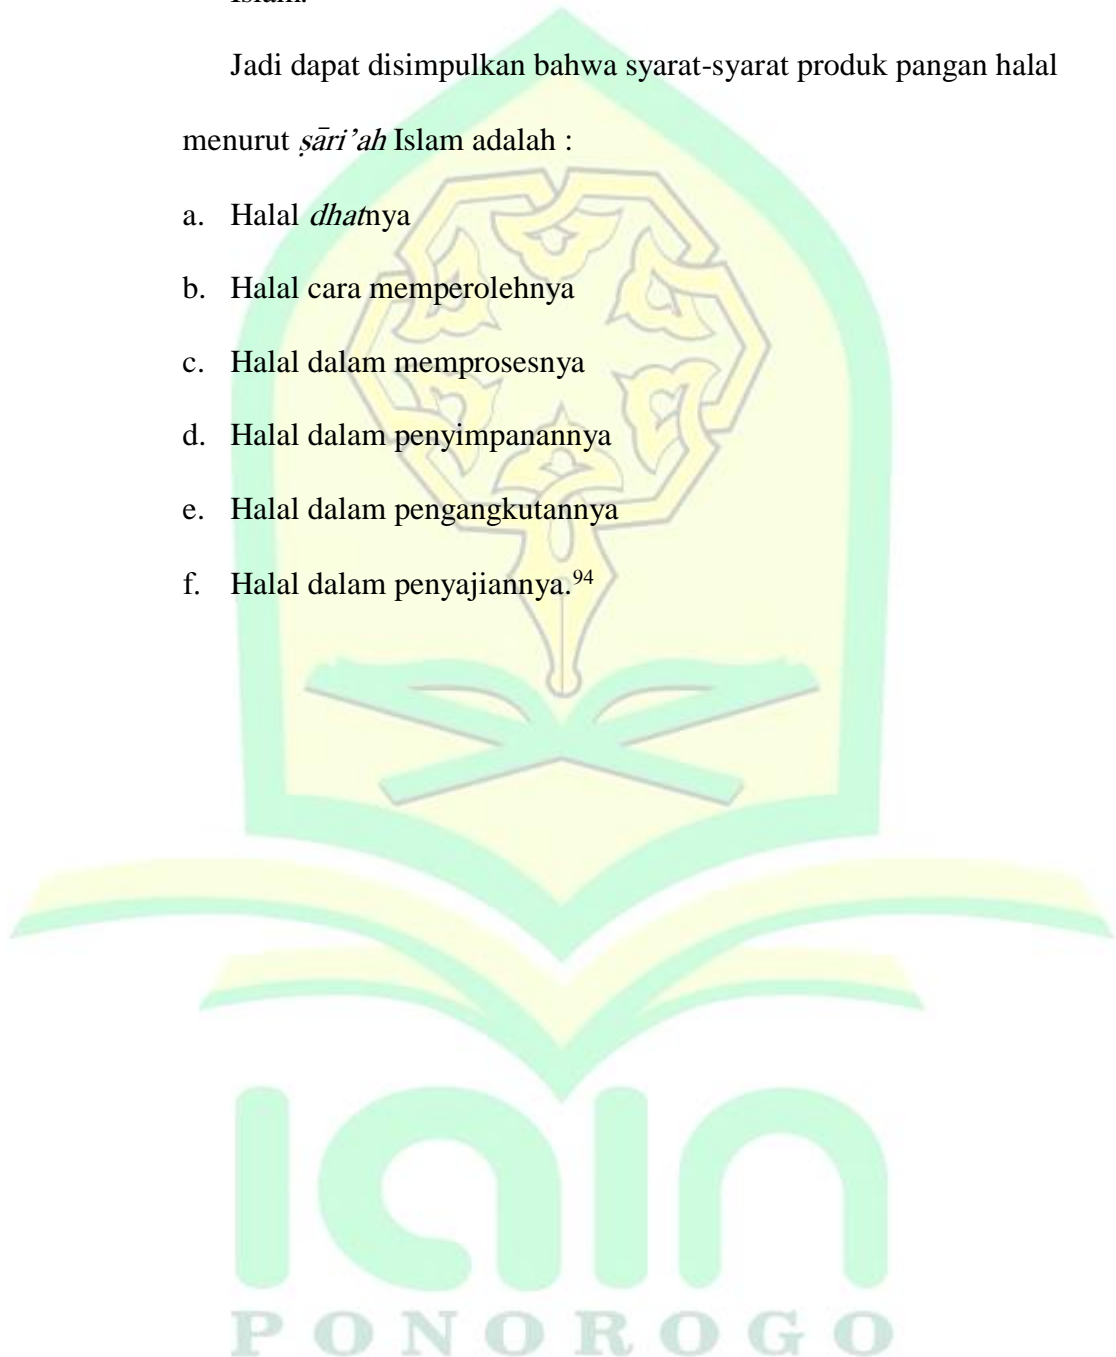 Islam.
Jadi dapat disimpulkan bahwa syarat-syarat produk pangan halal
menurut ṣāri’ah Islam adalah :
a. Halal dhatnya
b. Halal cara memperolehnya
c. Halal dalam memprosesnya
d. Halal dalam penyimpanannya
e. Halal dalam pengangkutannya
f. Halal dalam penyajiannya.94
iain
PONOROGO